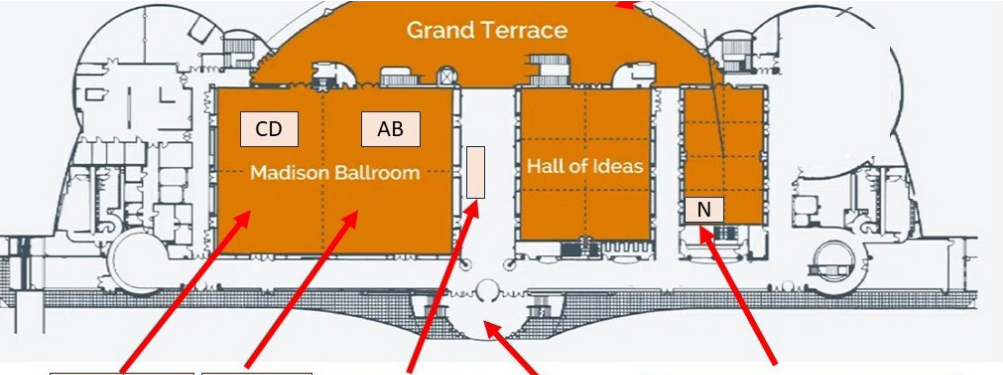 Grand Terrace
CD
AB
Madison Ballroom
Hall of Ideas
N